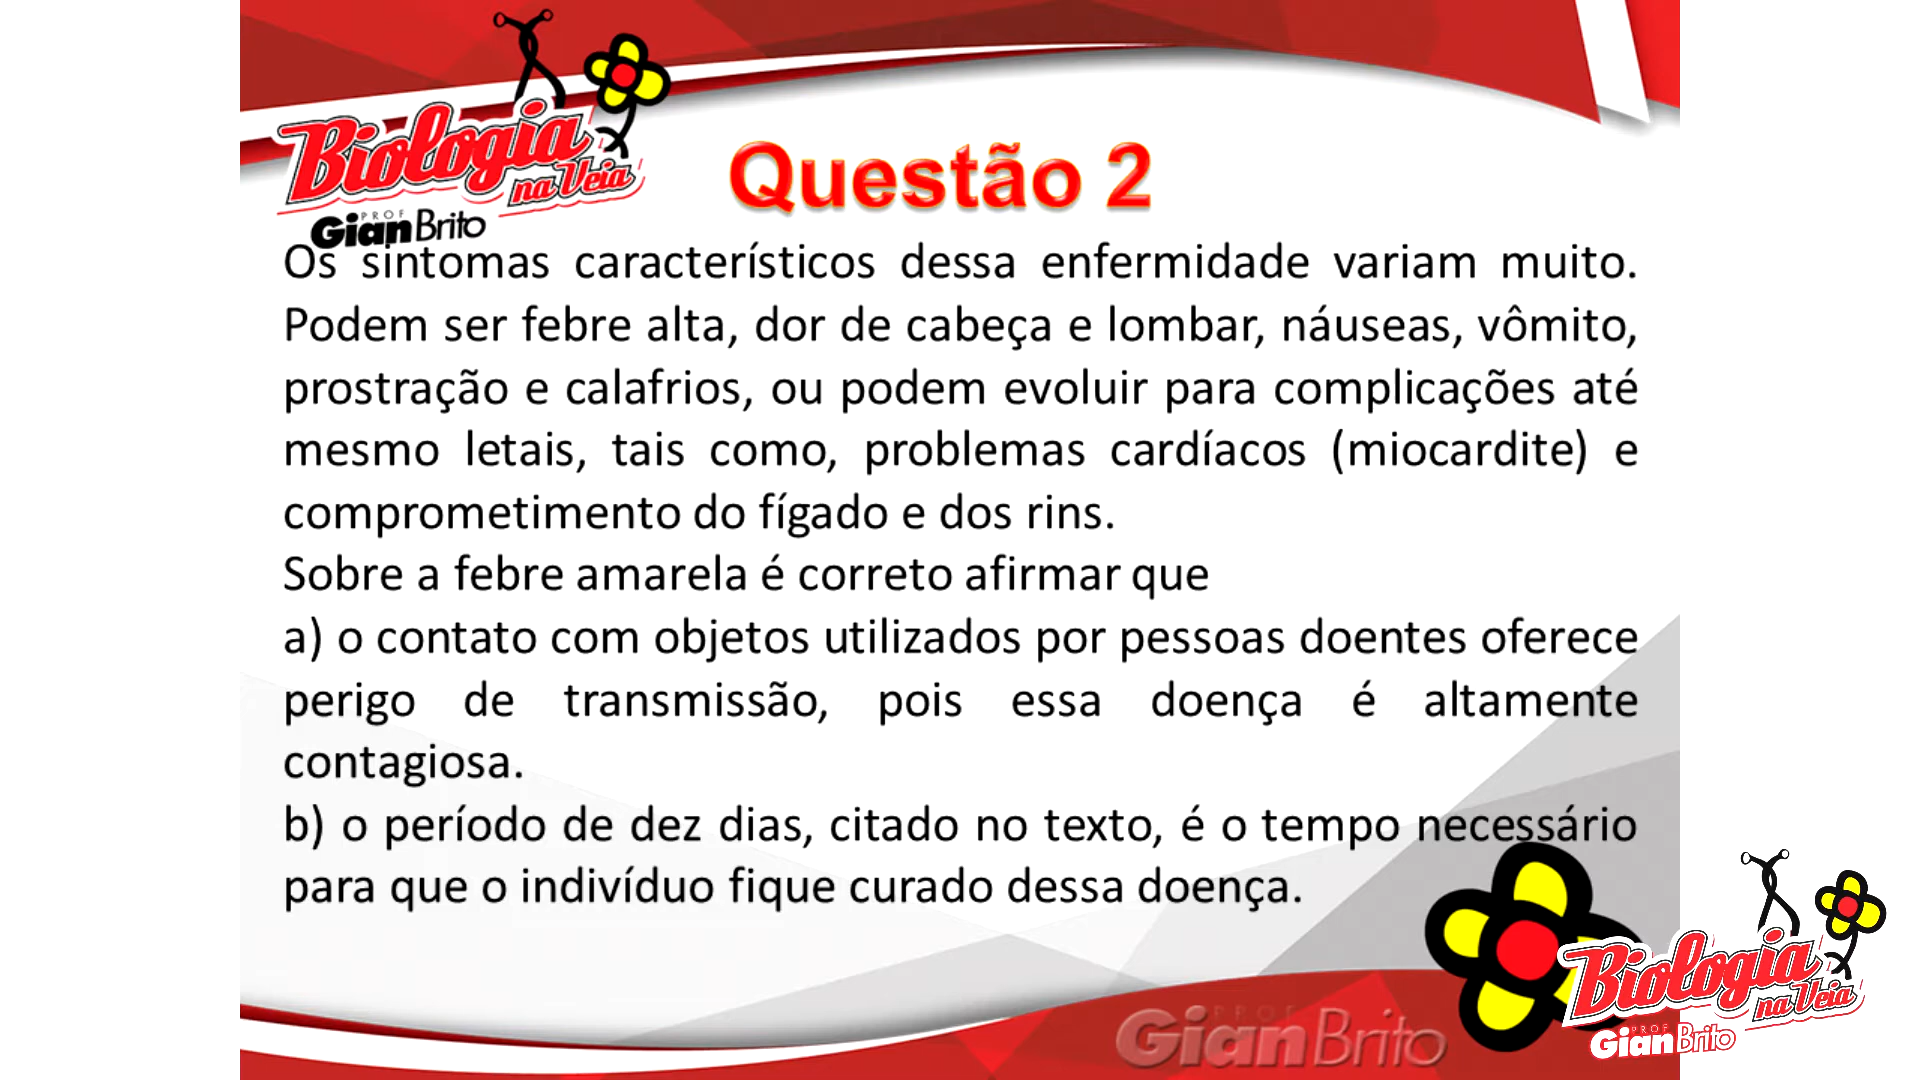 Biologia
na Veia
PROF
Gian Brito
Questão 2
Os sintomas característicos dessa enfermidade variam muito.
Podem ser febre alta, dor de cabeça e lombar, náuseas, vômito,
prostração e calafrios, ou podem evoluir para complicações até
mesmo letais, tais como, problemas cardíacos (miocardite) e
comprometimento do fígado e dos rins.
Sobre a febre amarela é correto afirmar que
a) o contato com objetos utilizados por pessoas doentes oferece
perigo de transmissão, pois essa doença é altamente
contagiosa.
b) o período de dez dias, citado no texto, é o tempo necessário
para que o indivíduo fique curado dessa doença.
PROF
Gian Brito
Biologia
na Veia
PROF
Gian Brito